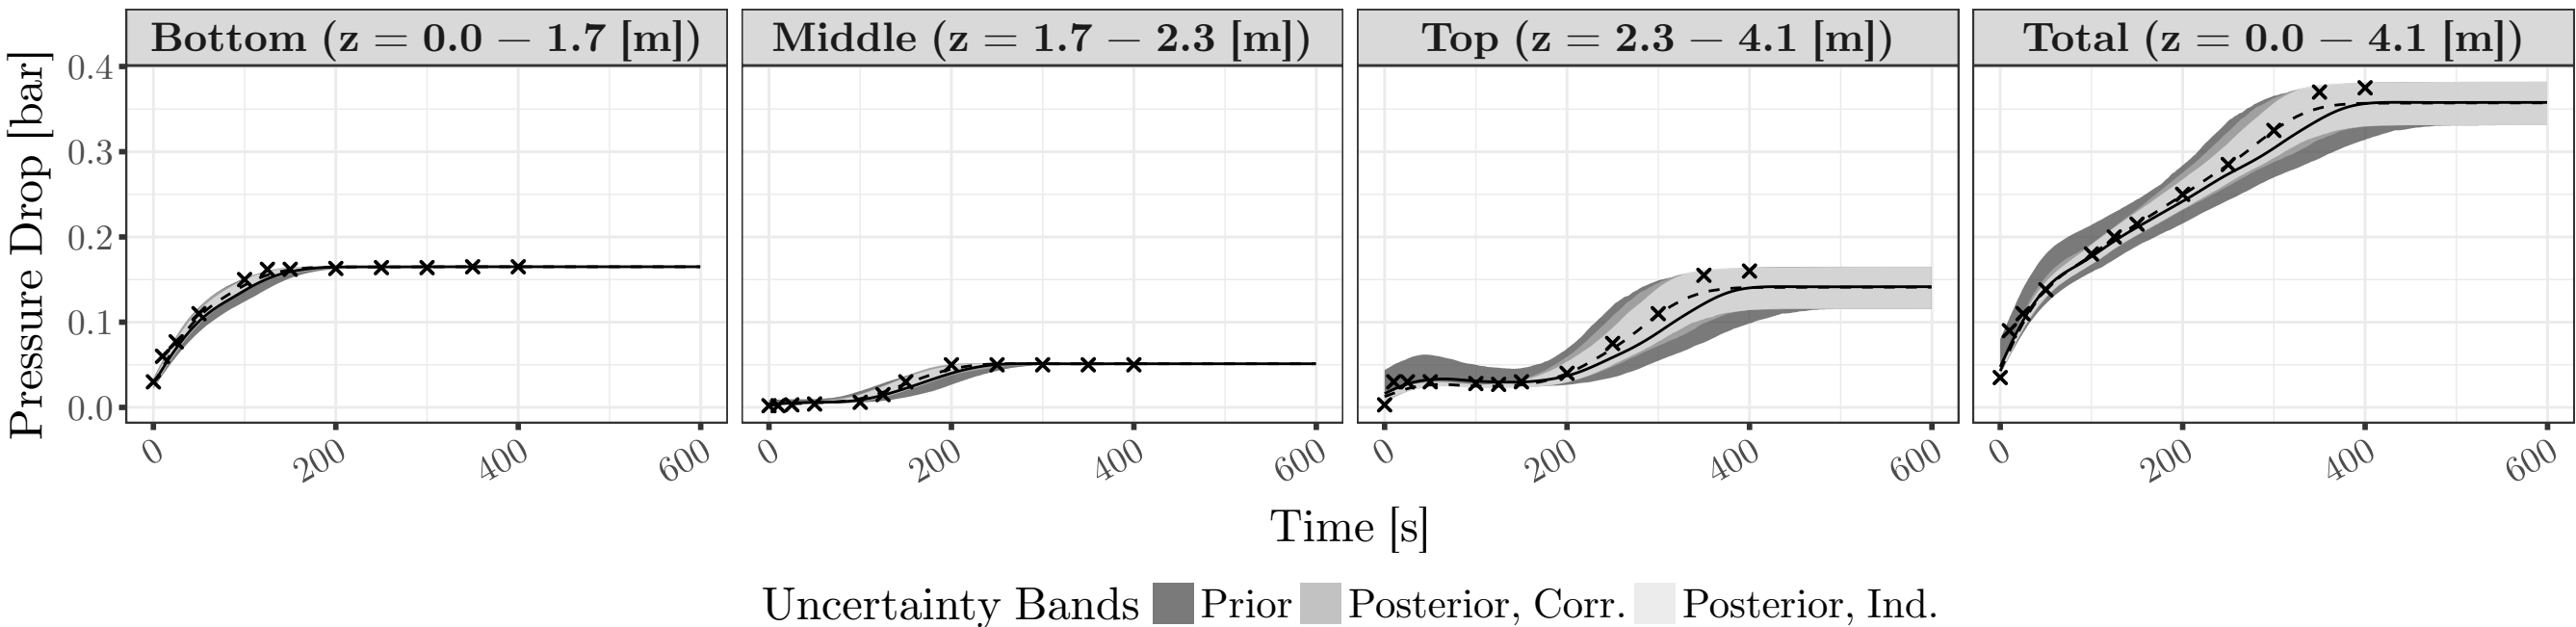 Bottom (z = 0.0 − 1.7 [m])
Middle (z = 1.7 − 2.3 [m])
Top (z = 2.3 − 4.1 [m])
Total (z = 0.0 − 4.1 [m])
Pressure Drop [bar]
0.4
0.3
0.2
0.1
0.0
0 200 400 600
0 200 400 600
0 200 400 600
0 200 400 600
Time [s]
Uncertainty Bands Prior Posterior, Corr. Posterior, Ind.